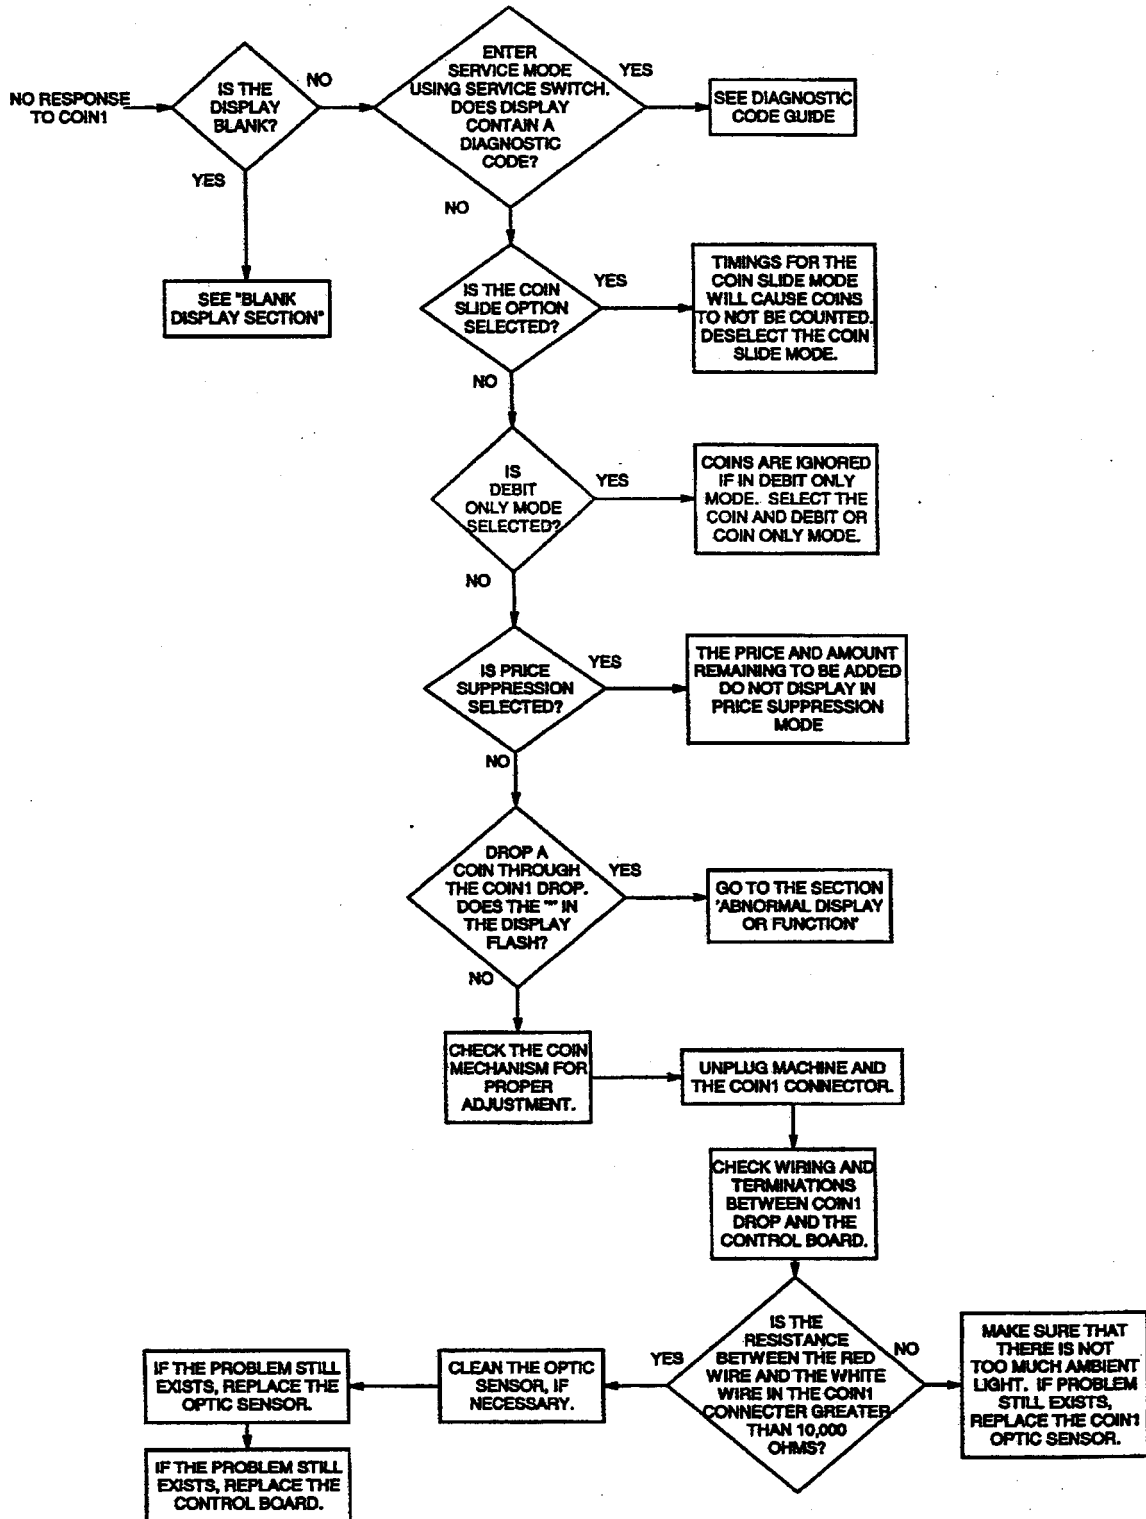 NO RESPONSE
TO COIN1
IS THE
DISPLAY
BLANK?
NO
YES
SEE "BLANK
DISPLAY SECTION"
ENTER
SERVICE MODE
USING SERVICE SWITCH.
DOES DISPLAY
CONTAIN A
DIAGNOSTIC
CODE?
YES
SEE DIAGNOSTIC
CODE GUIDE
NO
IS THE COIN
SLIDE OPTION
SELECTED?
YES
TIMINGS FOR THE
COIN SLIDE MODE
WILL CAUSE COINS
TO NOT BE COUNTED.
DESELECT THE COIN
SLIDE MODE.
NO
IS
DEBIT
ONLY MODE
SELECTED?
YES
COINS ARE IGNORED
IF IN DEBIT ONLY
MODE. SELECT THE
COIN AND DEBIT OR
COIN ONLY MODE.
NO
IS PRICE
SUPPRESSION
SELECTED?
YES
THE PRICE AND AMOUNT
REMAINING TO BE ADDED
DO NOT DISPLAY IN
PRICE SUPPRESSION
MODE
NO
DROP A
COIN THROUGH
THE COIN1 DROP.
DOES THE """ IN
THE DISPLAY
FLASH?
YES
GO TO THE SECTION
'ABNORMAL DISPLAY
OR FUNCTION'
NO
CHECK THE COIN
MECHANISM FOR
PROPER
ADJUSTMENT.
UNPLUG MACHINE AND
THE COIN1 CONNECTOR.
CHECK WIRING AND
TERMINATIONS
BETWEEN COIN1
DROP AND THE
CONTROL BOARD.
IS THE
RESISTANCE
BETWEEN THE RED
WIRE AND THE WHITE
WIRE IN THE COIN1
CONNECTER GREATER
THAN 10,000
OHMS?
NO
MAKE SURE THAT
THERE IS NOT
TOO MUCH AMBIENT
LIGHT. IF PROBLEM
STILL EXISTS,
REPLACE THE COIN1
OPTIC SENSOR.
YES
CLEAN THE OPTIC
SENSOR, IF
NECESSARY.
IF THE PROBLEM STILL
EXISTS, REPLACE THE
OPTIC SENSOR.
IF THE PROBLEM STILL
EXISTS, REPLACE THE
CONTROL BOARD.